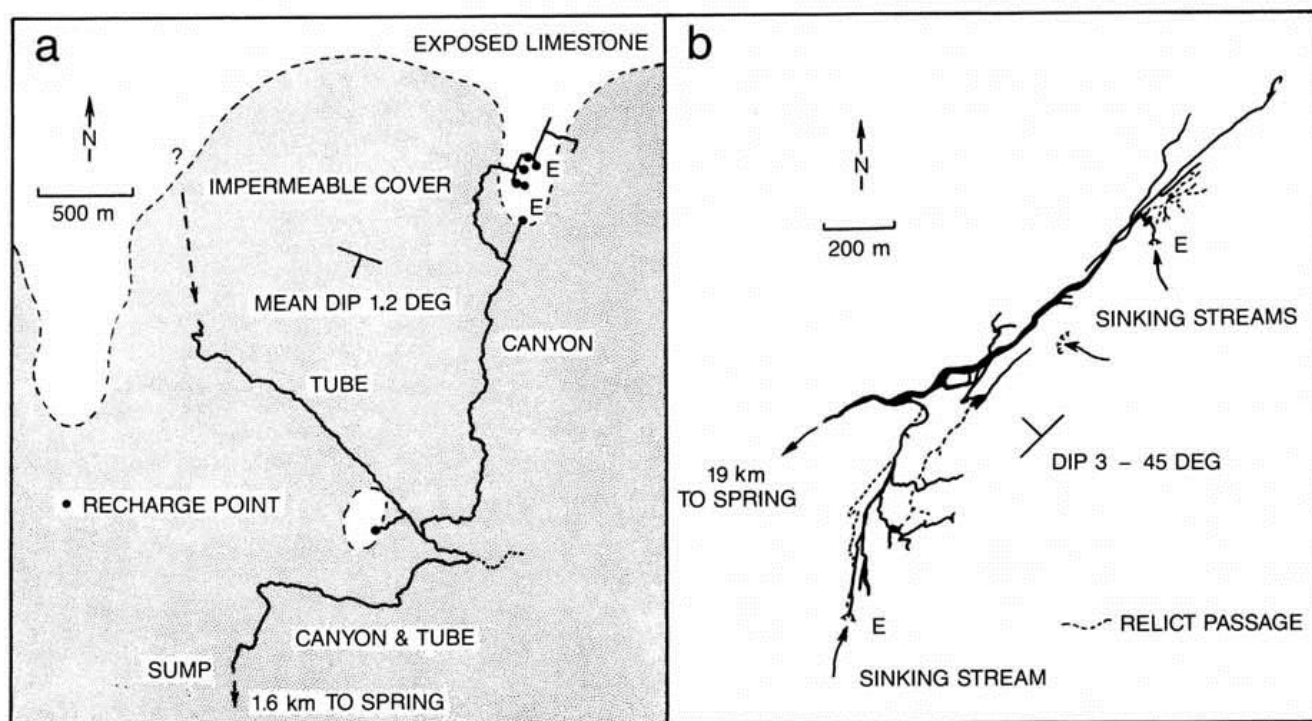 a
EXPOSED LIMESTONE
N
?
500 m
IMPERMEABLE COVER
E
E
MEAN DIP 1.2 DEG
CANYON
TUBE
RECHARGE POINT
CANYON & TUBE
SUMP
1.6 km TO SPRING
b
N
200 m
E
SINKING STREAMS
DIP 3 – 45 DEG
19 km
TO SPRING
RELICT PASSAGE
E
SINKING STREAM